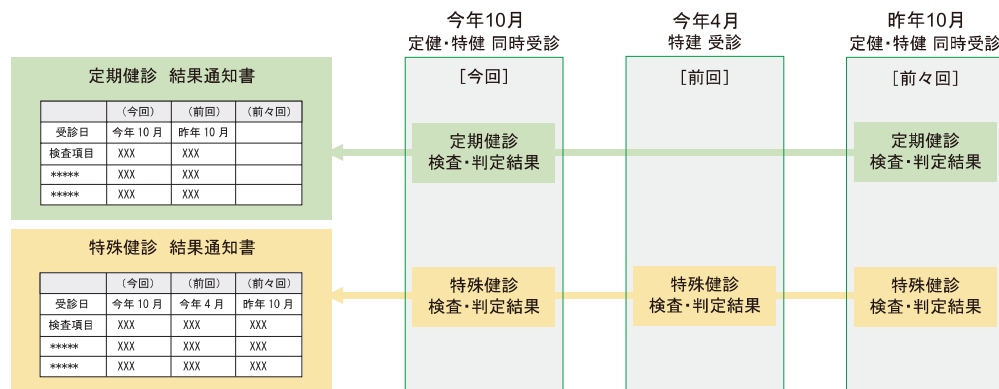 今年10月
定健・特健 同時受診
今年4月
特建 受診
昨年10月
定健・特健 同時受診
[今回]
[前回]
[前々回]
定期健診 結果通知書
(今回) (前回) (前々回)
受診日 今年10月 昨年10月
検査項目 XXX XXX
***** XXX XXX
***** XXX XXX
定期健診
検査・判定結果
定期健診
検査・判定結果
特殊健診 結果通知書
(今回) (前回) (前々回)
受診日 今年10月 今年4月 昨年10月
検査項目 XXX XXX XXX
***** XXX XXX XXX
***** XXX XXX XXX
特殊健診
検査・判定結果
特殊健診
検査・判定結果
特殊健診
検査・判定結果